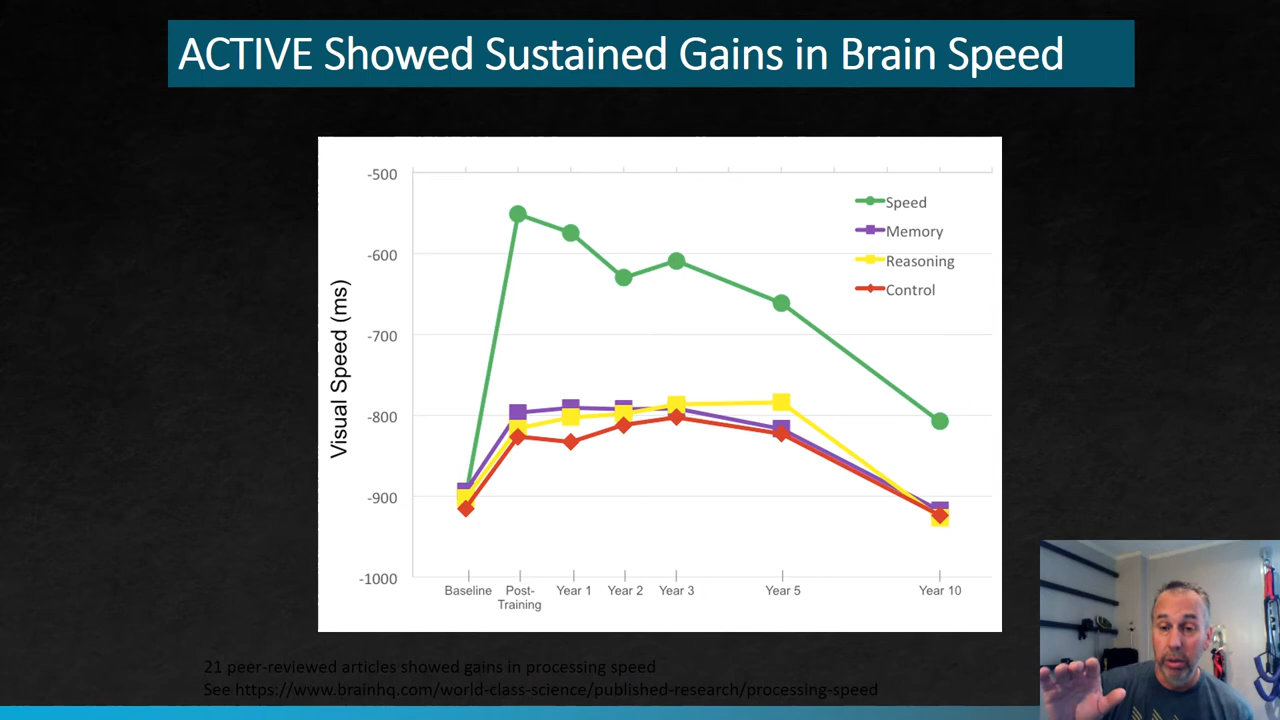 ACTIVE Showed Sustained Gains in Brain Speed
-500
-600
-700
-800
-900
-1000
Visual Speed (ms)
Speed
Memory
Reasoning
Control
Baseline
Post-
Training
Year 1
Year 2
Year 3
Year 5
Year 10
21 peer-reviewed articles showed gains in processing speed
See https://www.brainhq.com/world-class-science/published-research/processing-speed